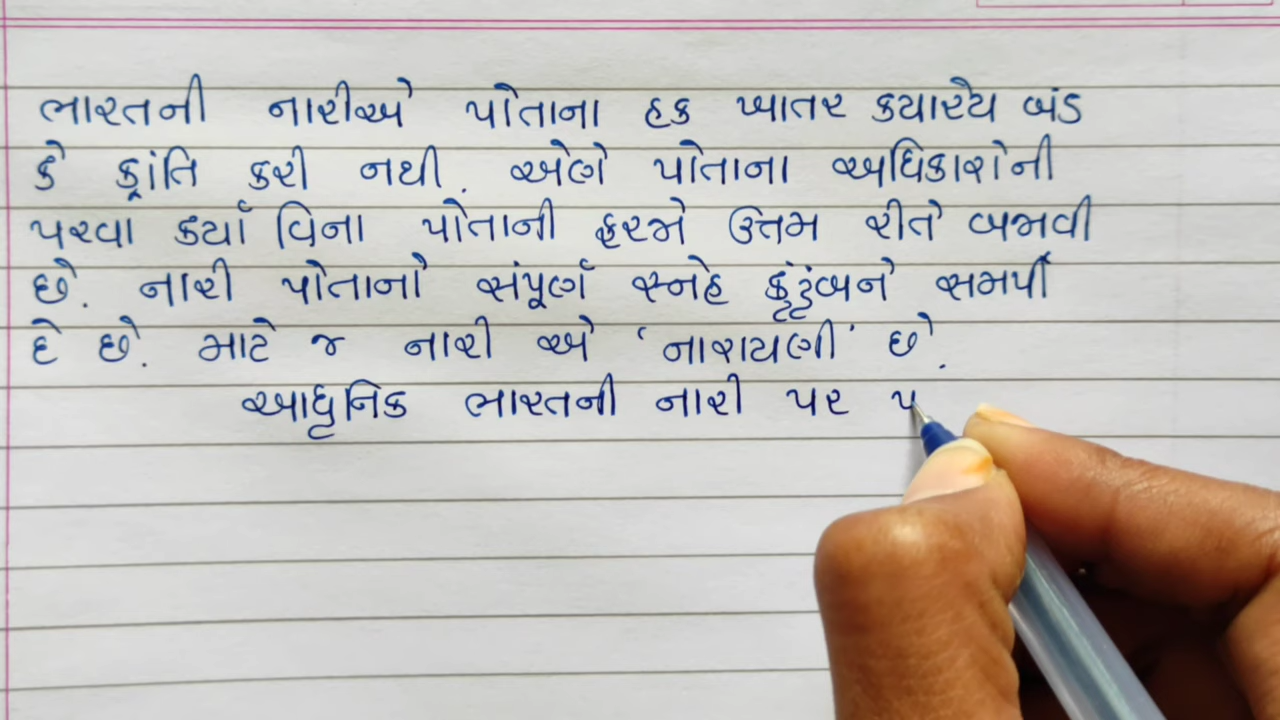 ભારતની નારીએ પોતાના હક ખાતર કયારેય બંડ
કે ક્રાંતિ કરી નથી. એણે પોતાના અધિકારોની
પરવા કર્યા વિના પોતાની ફરજો ઉત્તમ રીતે બજાવી
છે. નારી પોતાનો સંપૂર્ણ સ્નેહ કુટુંબને સમર્પી
દે છે. માટે જ નારી એ ‘નારાયણી’ છે.
આધુનિક ભારતની નારી પર